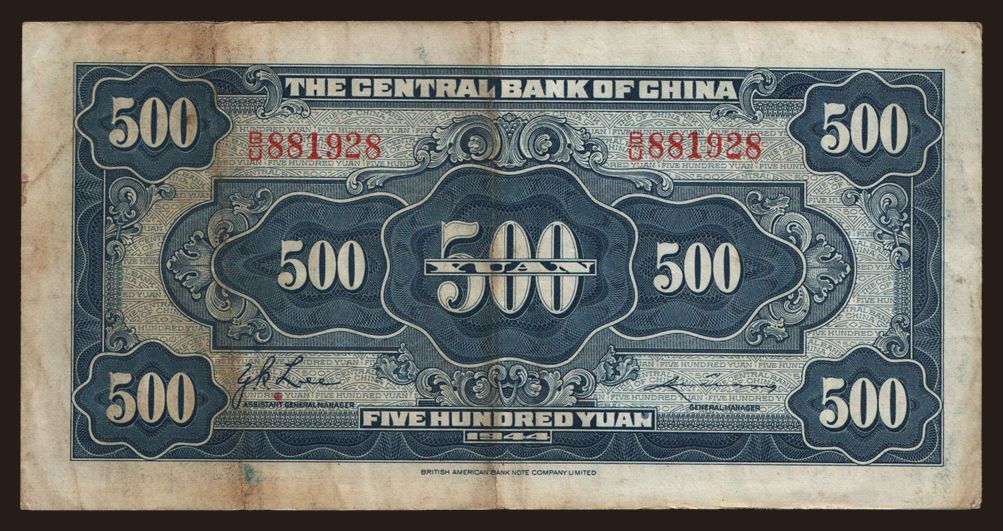 THE CENTRAL BANK OF CHINA
500 500
B/U 881928 B/U 881928
500 500 500
YUAN
500 500
ASSISTANT GENERAL MANAGER GENERAL MANAGER
FIVE HUNDRED YUAN
1944
BRITISH AMERICAN BANK NOTE COMPANY LIMITED